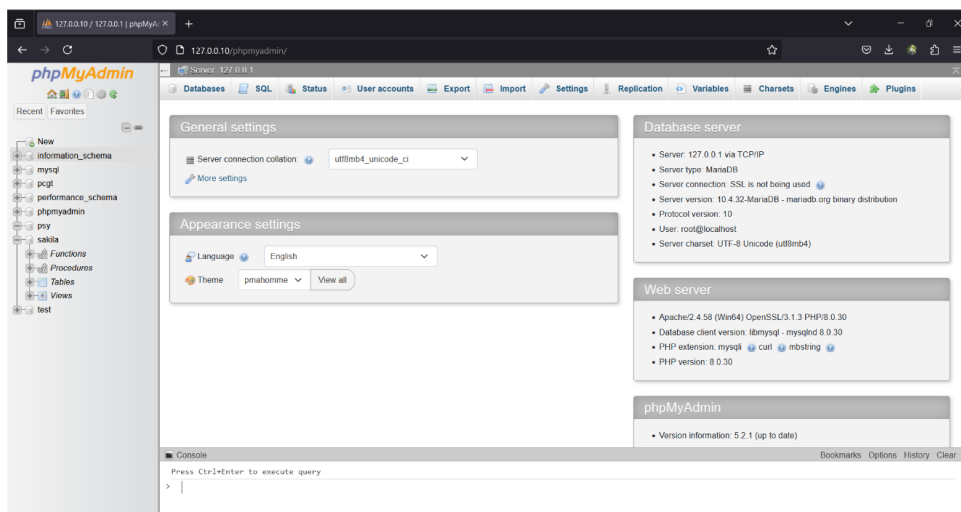 127.0.0.10 / 127.0.0.1 | phpMyAd
127.0.0.10/phpmyadmin/
phpMyAdmin
Recent Favorites
New
information_schema
mysql
pcgt
performance_schema
phpmyadmin
psy
sakila
Functions
Procedures
Tables
Views
test
Server: 127.0.0.1
Databases SQL Status User accounts Export Import Settings Replication Variables Charsets Engines Plugins
General settings
Server connection collation: utf8mb4_unicode_ci
More settings
Appearance settings
Language English
Theme pmahomme View all
Database server
• Server: 127.0.0.1 via TCP/IP
• Server type: MariaDB
• Server connection: SSL is not being used
• Server version: 10.4.32-MariaDB - mariadb.org binary
distribution
• Protocol version: 10
• User: root@localhost
• Server charset: UTF-8 Unicode (utf8mb4)
Web server
• Apache/2.4.58 (Win64) OpenSSL/3.1.3 PHP/8.0.30
• Database client version: libmysql - mysqlnd 8.0.30
• PHP extension: mysqli curl mbstring
• PHP version: 8.0.30
phpMyAdmin
• Version information: 5.2.1 (up to date)
Console Bookmarks Options History Clear
Press Ctrl+Enter to execute query
>